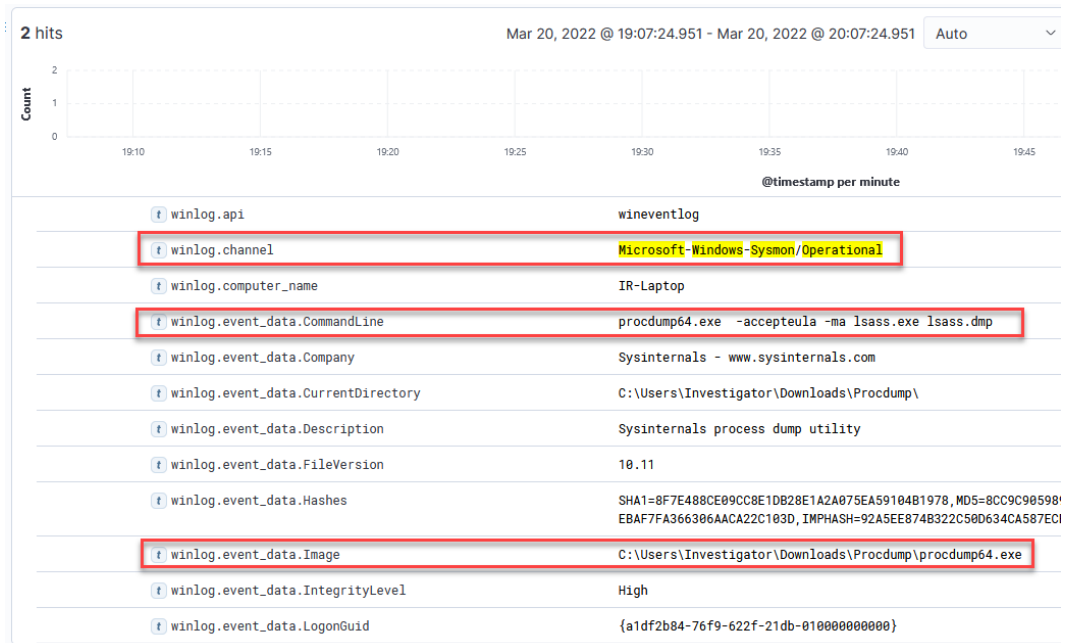 2 hits
Mar 20, 2022 @ 19:07:24.951 - Mar 20, 2022 @ 20:07:24.951 Auto
2
1
0
Count
19:10 19:15 19:20 19:25 19:30 19:35 19:40 19:45
@timestamp per minute
t winlog.api wineventlog
t winlog.channel Microsoft-Windows-Sysmon/Operational
t winlog.computer_name IR-Laptop
t winlog.event_data.CommandLine procdump64.exe  -accepteula -ma lsass.exe lsass.dmp
t winlog.event_data.Company Sysinternals - www.sysinternals.com
t winlog.event_data.CurrentDirectory C:\Users\Investigator\Downloads\Procdump\
t winlog.event_data.Description Sysinternals process dump utility
t winlog.event_data.FileVersion 10.11
t winlog.event_data.Hashes SHA1=8F7E488CE09CC8E1DB28E1A2A075EA59104B1978,MD5=8CC9C90598
EBAF7FA366306AACA22C103D,IMPHASH=92A5EE874B322C50D634CA587EC
t winlog.event_data.Image C:\Users\Investigator\Downloads\Procdump\procdump64.exe
t winlog.event_data.IntegrityLevel High
t winlog.event_data.LogonGuid {a1df2b84-76f9-622f-21db-010000000000}